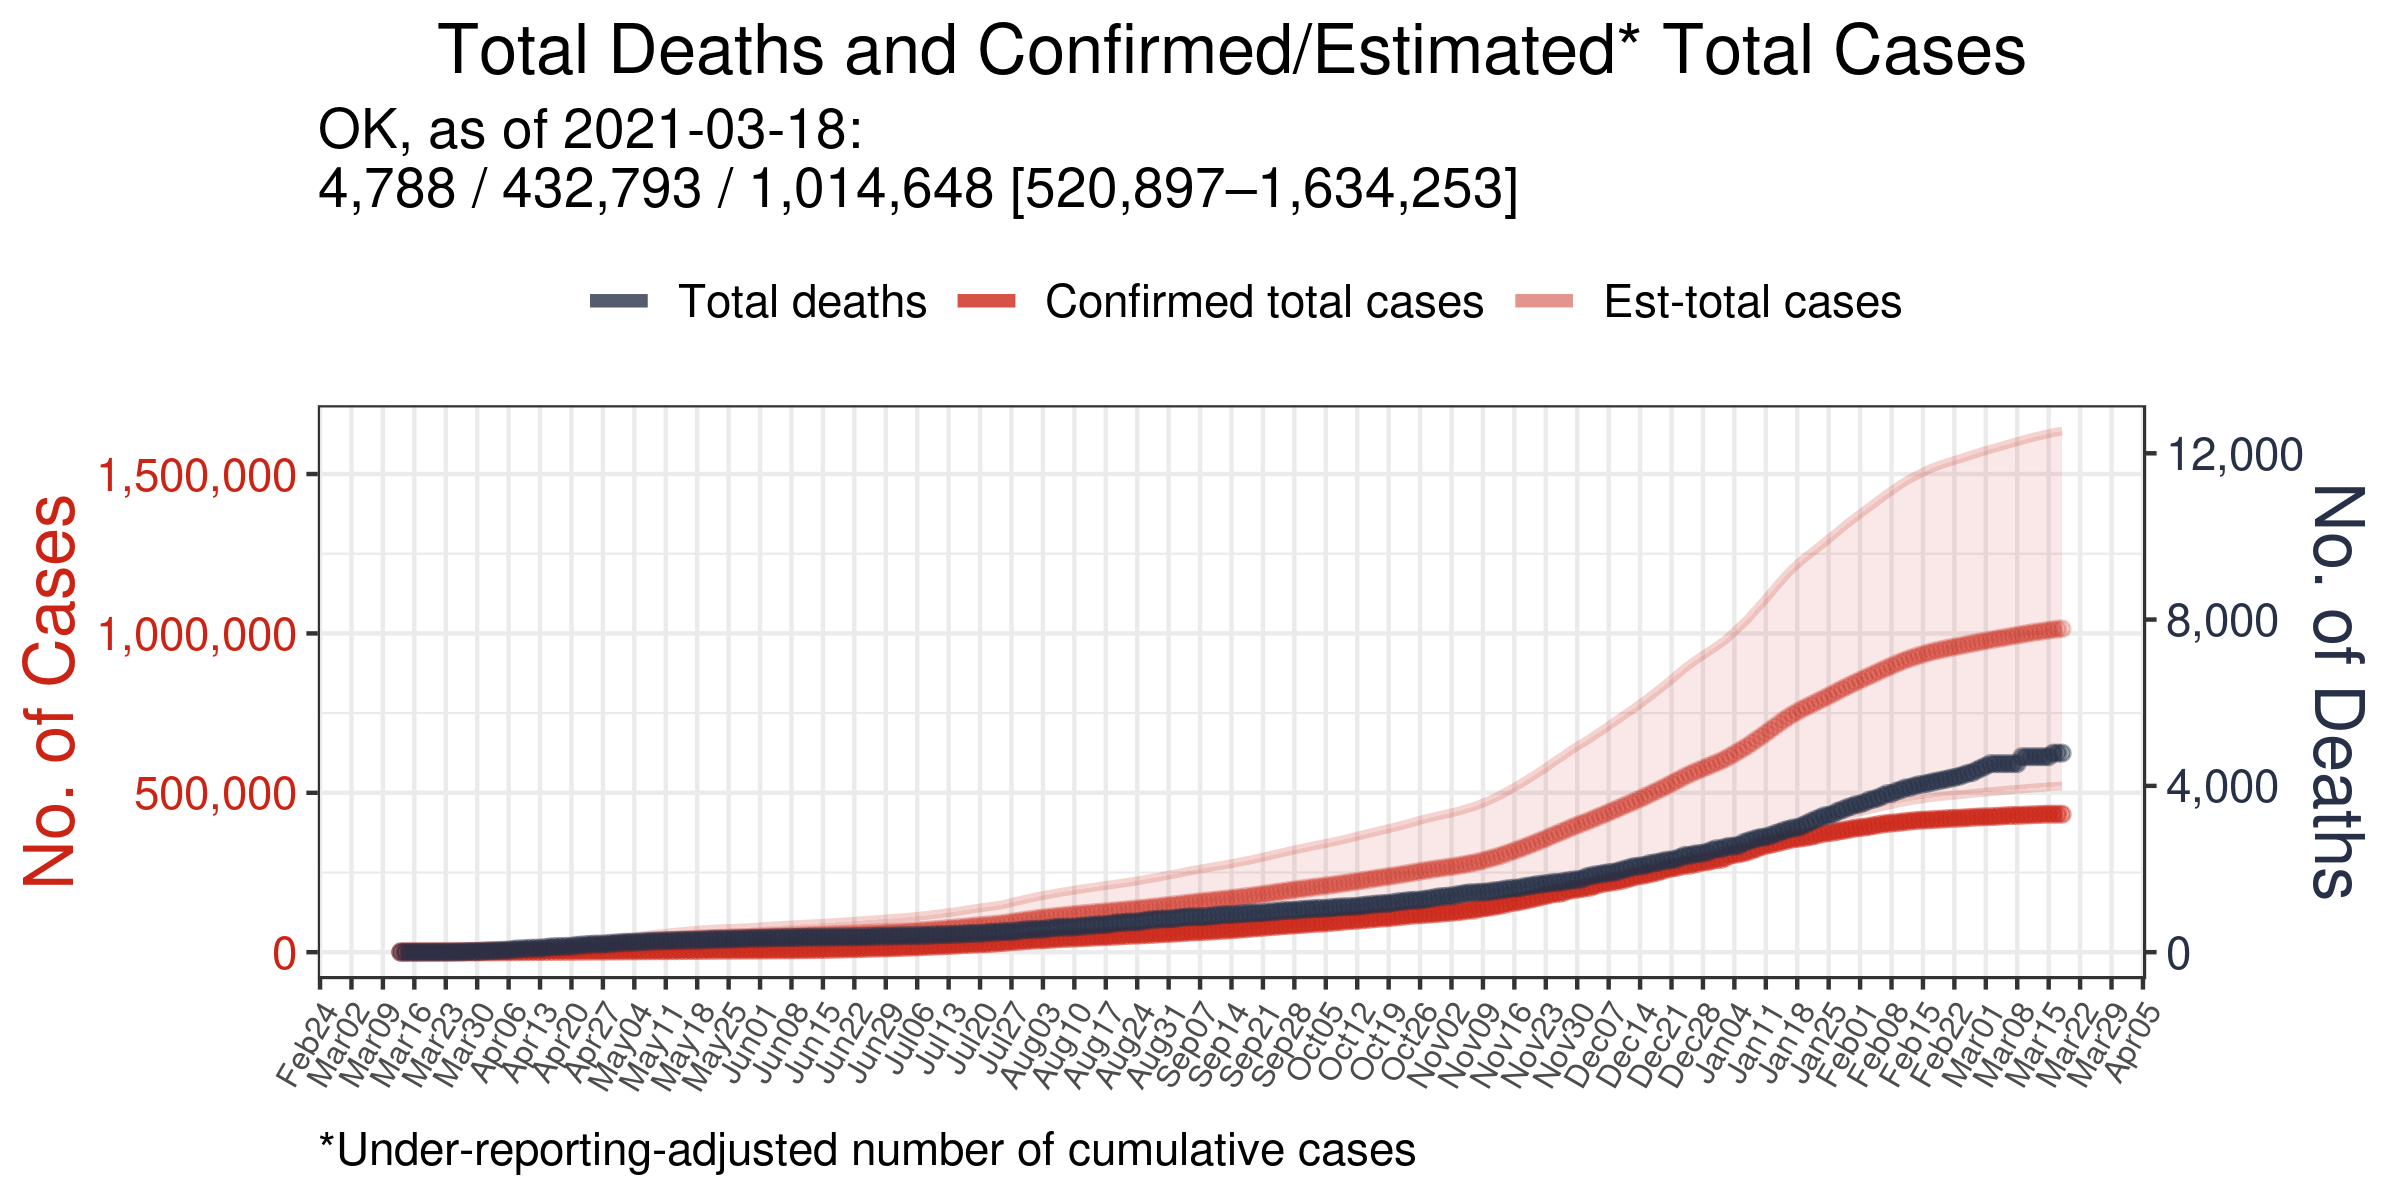 Total Deaths and Confirmed/Estimated* Total Cases
OK, as of 2021-03-18:
4,788 / 432,793 / 1,014,648 [520,897–1,634,253]
Total deaths
Confirmed total cases
Est-total cases
No. of Cases
1,500,000
1,000,000
500,000
0
12,000
8,000
4,000
0
No. of Deaths
Feb24
Mar02
Mar09
Mar16
Mar23
Mar30
Apr06
Apr13
Apr20
Apr27
May04
May11
May18
May25
Jun01
Jun08
Jun15
Jun22
Jun29
Jul06
Jul13
Jul20
Jul27
Aug03
Aug10
Aug17
Aug24
Aug31
Sep07
Sep14
Sep21
Sep28
Oct05
Oct12
Oct19
Oct26
Nov02
Nov09
Nov16
Nov23
Nov30
Dec07
Dec14
Dec21
Dec28
Jan04
Jan11
Jan18
Jan25
Feb01
Feb08
Feb15
Feb22
Mar01
Mar08
Mar15
Mar22
Mar29
Apr05
*Under-reporting-adjusted number of cumulative cases